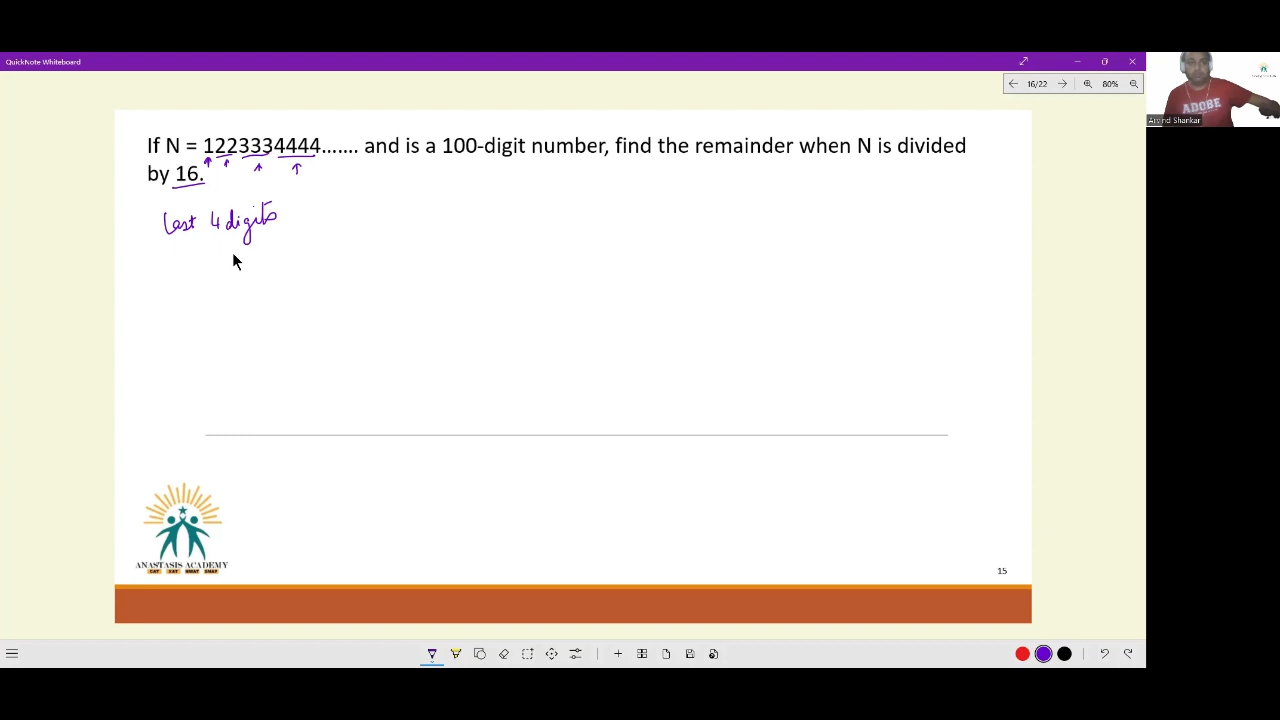 QuickNote Whiteboard
16/22
80%
ADOBE
Arvind Shankar
If N = 1223334444....... and is a 100-digit number, find the remainder when N is divided
by 16.
Last 4 digits
ANASTASIS ACADEMY
15